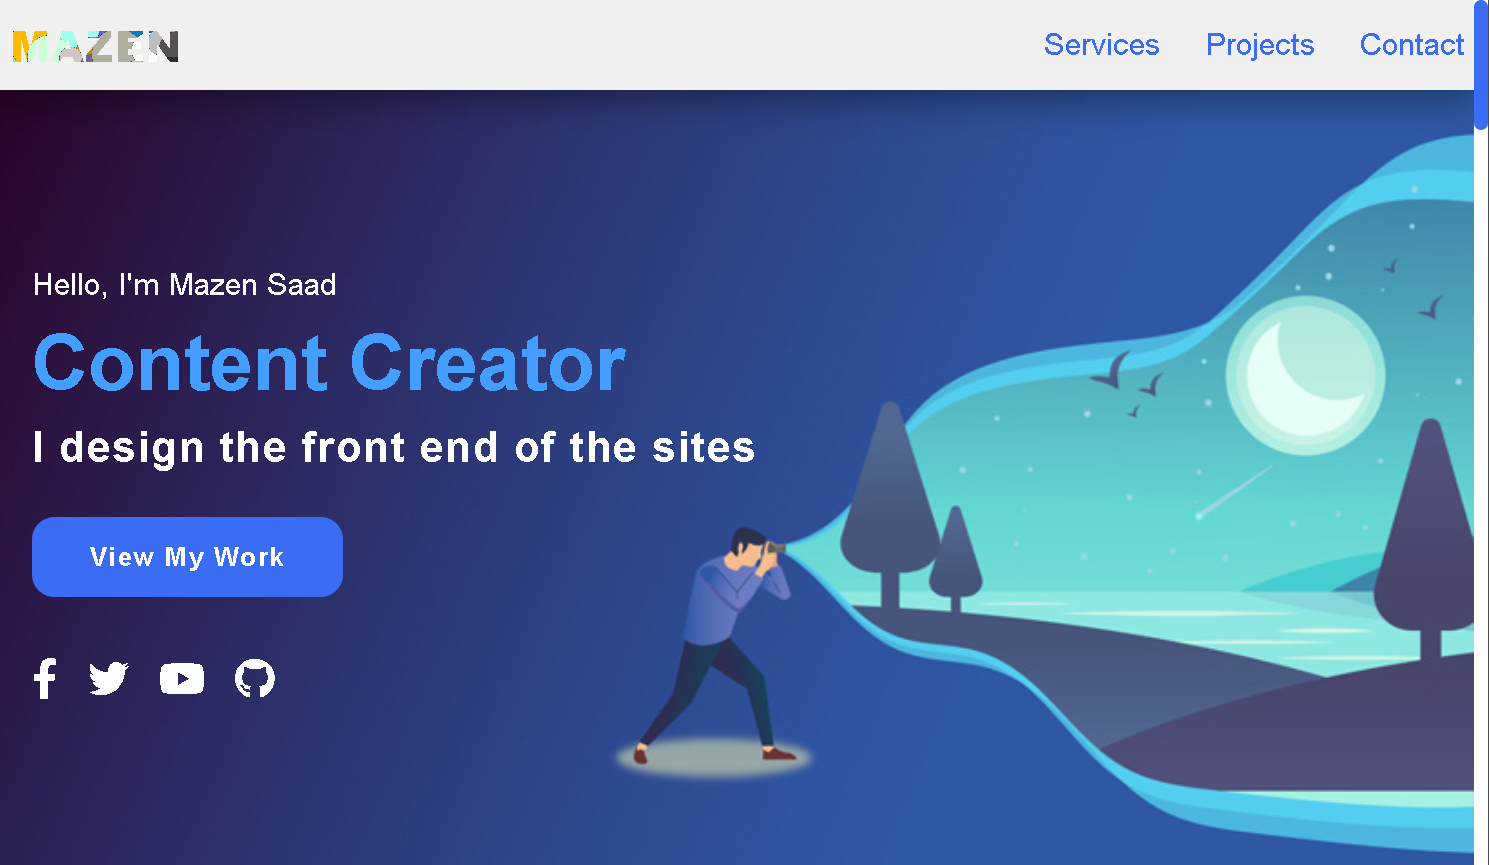 MAZEN
Services Projects Contact
Hello, I'm Mazen Saad
Content Creator
I design the front end of the sites
View My Work